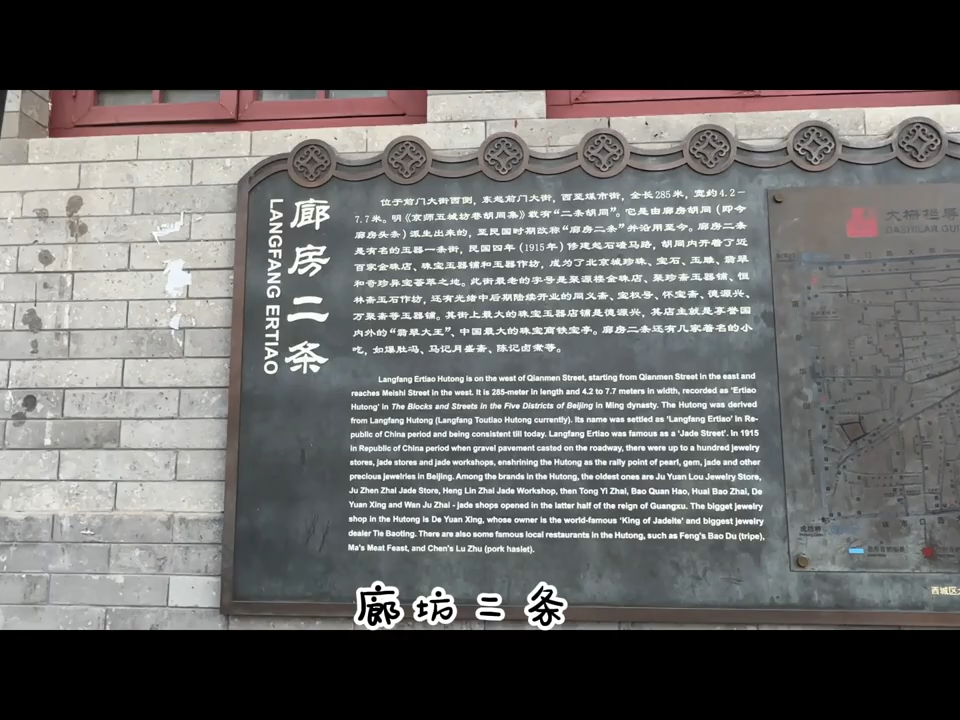 廊房二条
LANGFANG ERTIAO
位于前门大街西侧，东起前门大街，西至煤市街，全长285米，宽约4.2－
7.7米。明《京师五城坊巷胡同集》载有“二条胡同”。它是由廊房胡同（即今
廊房头条）派生出来的，至民国时期改称“廊房二条”并沿用至今。廊房二条
是有名的玉器一条街，民国四年（1915年）修建起石碴马路，胡同内开着了近
百家金珠店、珠宝玉器铺和玉器作坊，成为了北京城珍珠、宝石、玉雕、翡翠
和奇珍异宝荟萃之地。此街最老的字号是聚源楼金珠店、聚珍斋玉器铺、恒
林斋玉石作坊，还有光绪中后期陆续开业的同义斋、宝权号、怀宝斋、德源兴、
万聚斋等玉器铺。其街上最大的珠宝玉器店铺是德源兴，其店主就是享誉国
内外的“翡翠大王”、中国最大的珠宝商铁宝亭。廊房二条还有几家著名的小
吃，如爆肚冯、马记月盛斋、陈记卤煮等。
Langfang Ertiao Hutong is on the west of Qianmen Street, starting from Qianmen Street in the east and
reaches Meishi Street in the west. It is 285-meter in length and 4.2 to 7.7 meters in width, recorded as 'Ertiao
Hutong' in The Blocks and Streets in the Five Districts of Beijing in Ming dynasty. The Hutong was derived
from Langfang Hutong (Langfang Toutiao Hutong currently). Its name was settled as 'Langfang Ertiao' in Re-
public of China period and being consistent till today. Langfang Ertiao was famous as a 'Jade Street'. In 1915
in Republic of China period when gravel pavement casted on the roadway, there were up to a hundred jewelry
stores, jade stores and jade workshops, enshrining the Hutong as the rally point of pearl, gem, jade and other
precious jewelries in Beijing. Among the brands in the Hutong, the oldest ones are Ju Yuan Lou Jewelry Store,
Ju Zhen Zhai Jade Store, Heng Lin Zhai Jade Workshop, then Tong Yi Zhai, Bao Quan Hao, Huai Bao Zhai, De
Yuan Xing and Wan Ju Zhai - jade shops opened in the latter half of the reign of Guangxu. The biggest jewelry
shop in the Hutong is De Yuan Xing, whose owner is the world-famous 'King of Jadeite' and biggest jewelry
dealer Tie Baoting. There are also some famous local restaurants in the Hutong, such as Feng's Bao Du (tripe),
Ma's Meat Feast, and Chen's Lu Zhu (pork haslet).
大栅栏导
DASHILAR GUI
西城区大
廊坊二条